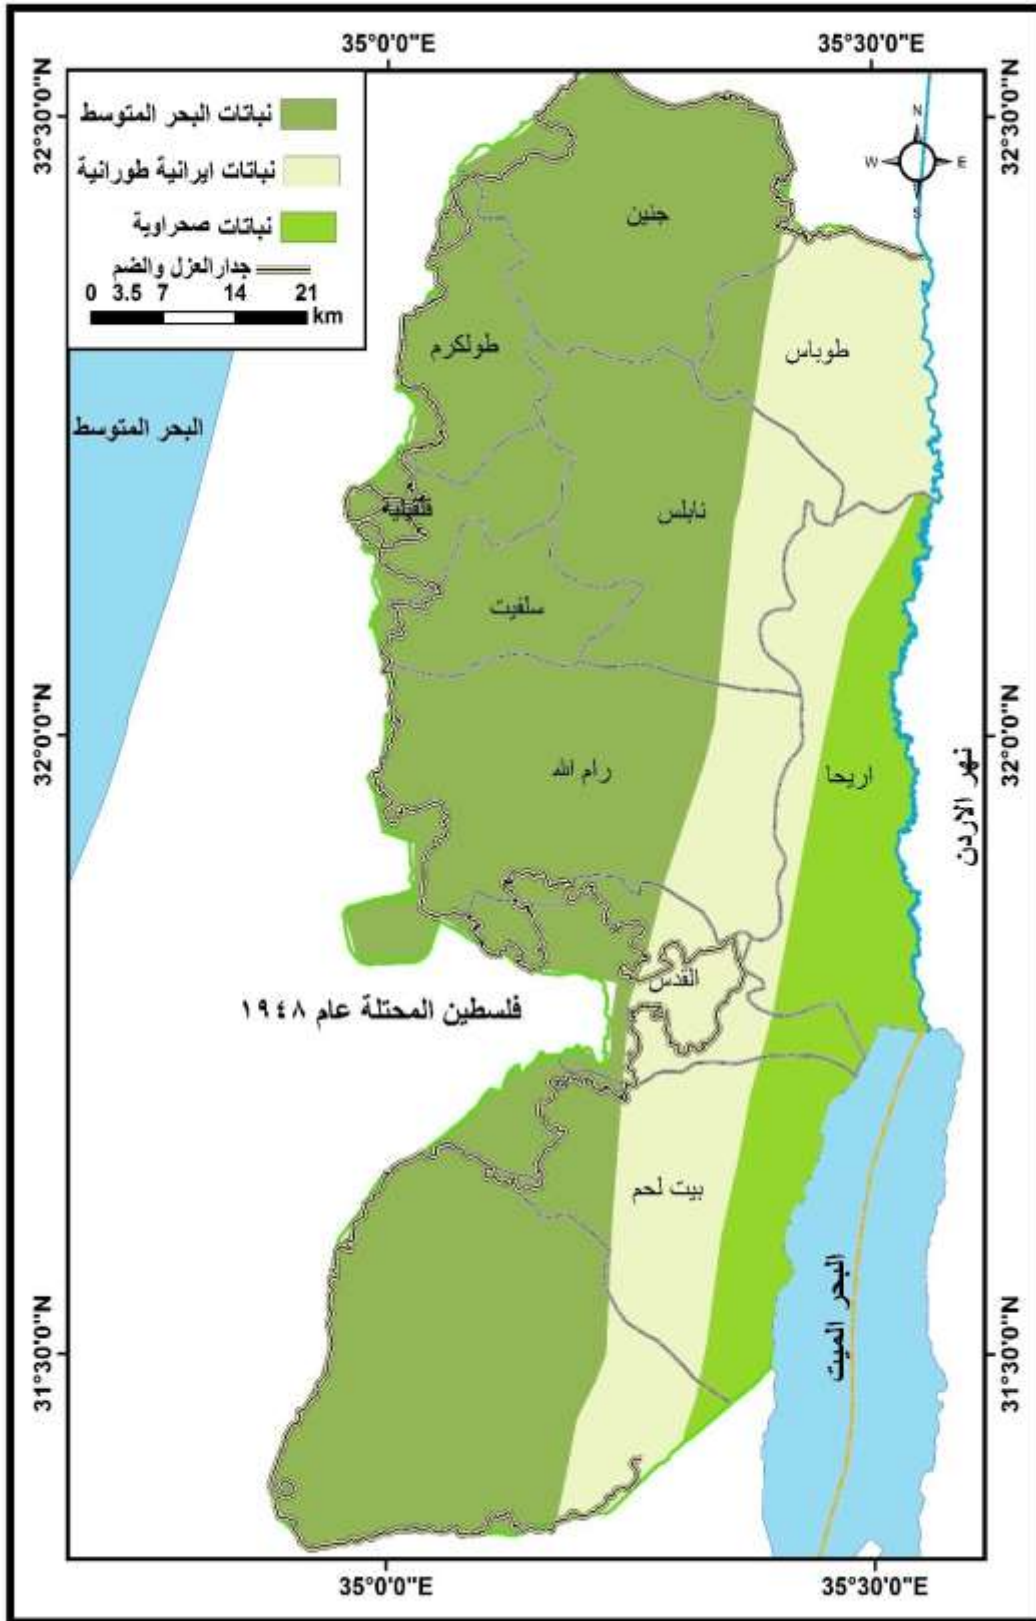 35°0'0"E
35°30'0"E
32°30'0"N
32°30'0"N
نباتات البحر المتوسط
نباتات ايرانية طورانية
نباتات صحراوية
جدار العزل والضم
0 3.5 7 14 21
km
N
W
E
S
جنين
طوباس
طولكرم
البحر المتوسط
قلقيلية
نابلس
سلفيت
32°0'0"N
32°0'0"N
رام الله
اريحا
نهر الاردن
القدس
فلسطين المحتلة عام ١٩٤٨
بيت لحم
البحر الميت
31°30'0"N
31°30'0"N
35°0'0"E
35°30'0"E